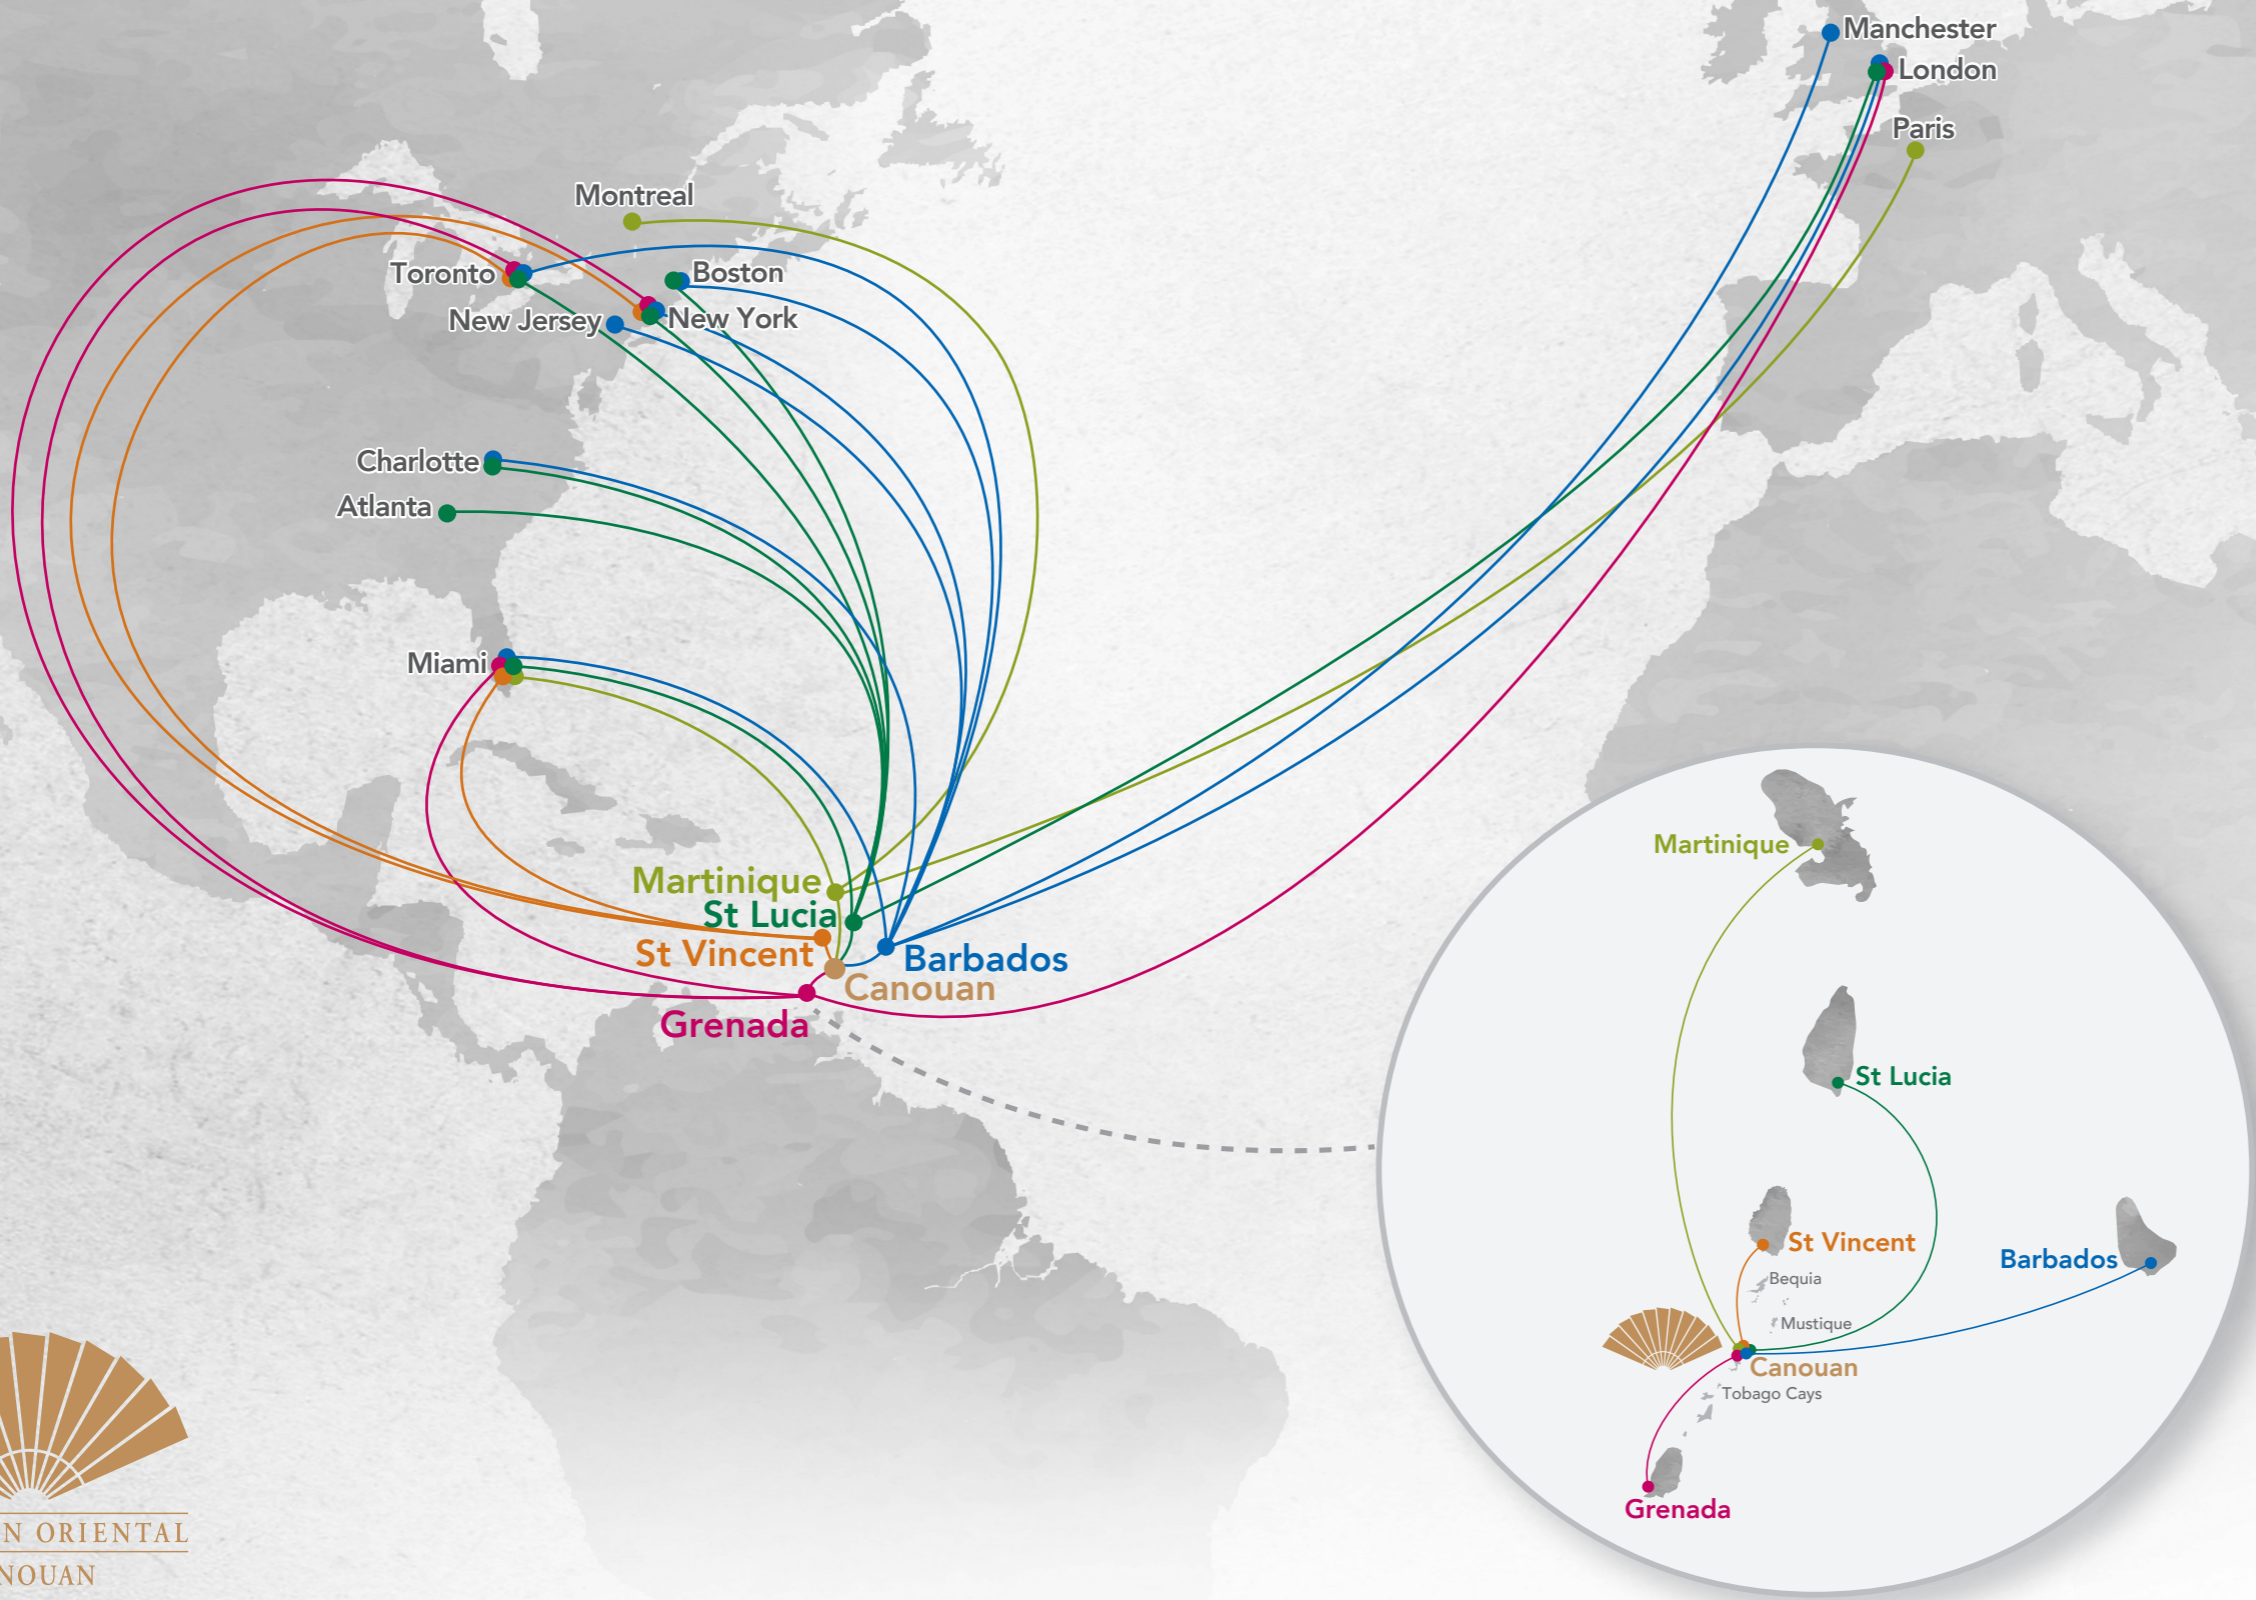 Manchester
London
Paris
Montreal
Toronto
Boston
New Jersey
New York
Charlotte
Atlanta
Miami
Martinique
St Lucia
St Vincent
Barbados
Canouan
Grenada
Martinique
St Lucia
St Vincent
Barbados
Bequia
Mustique
Canouan
Tobago Cays
Grenada
N ORIENTAL
NOUAN